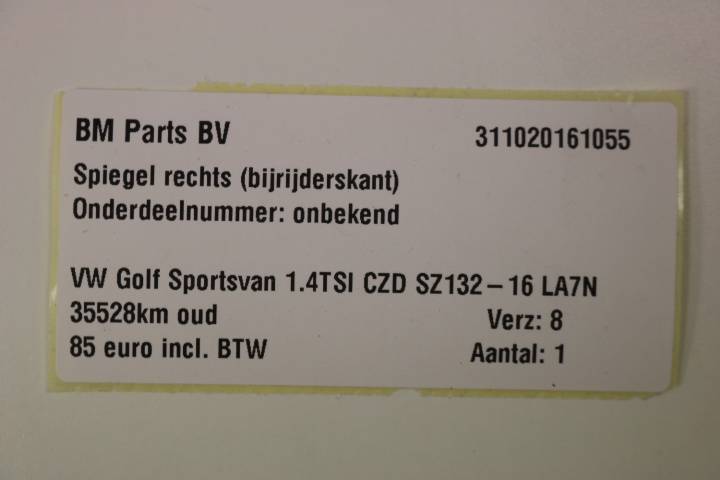 BM Parts BV 311020161055
Spiegel rechts (bijrijderskant)
Onderdeelnummer: onbekend
VW Golf Sportsvan 1.4TSI CZD SZ132-16 LA7N
35528km oud Verz: 8
85 euro incl. BTW Aantal: 1